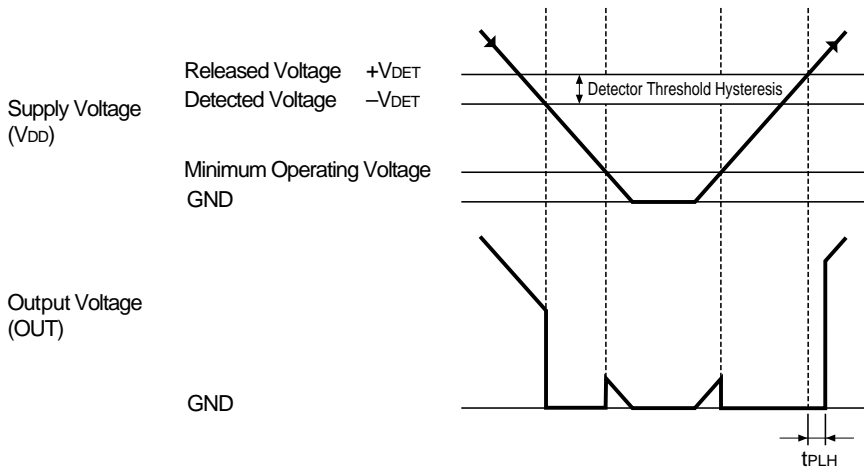 Released Voltage +VDET
Detected Voltage –VDET
Detector Threshold Hysteresis
Supply Voltage
(VDD)
Minimum Operating Voltage
GND
Output Voltage
(OUT)
GND
tPLH